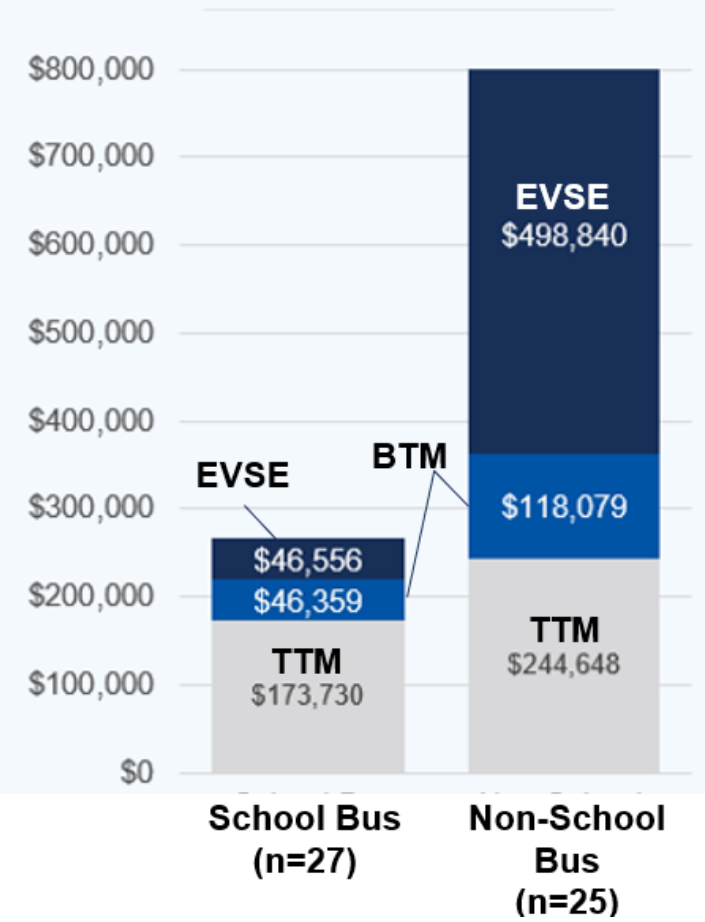 $800,000
$700,000
$600,000
$500,000
$400,000
$300,000
$200,000
$100,000
$0
EVSE
$46,556
$46,359
TTM
$173,730
BTM
EVSE
$498,840
$118,079
TTM
$244,648
School Bus
(n=27)
Non-School
Bus
(n=25)